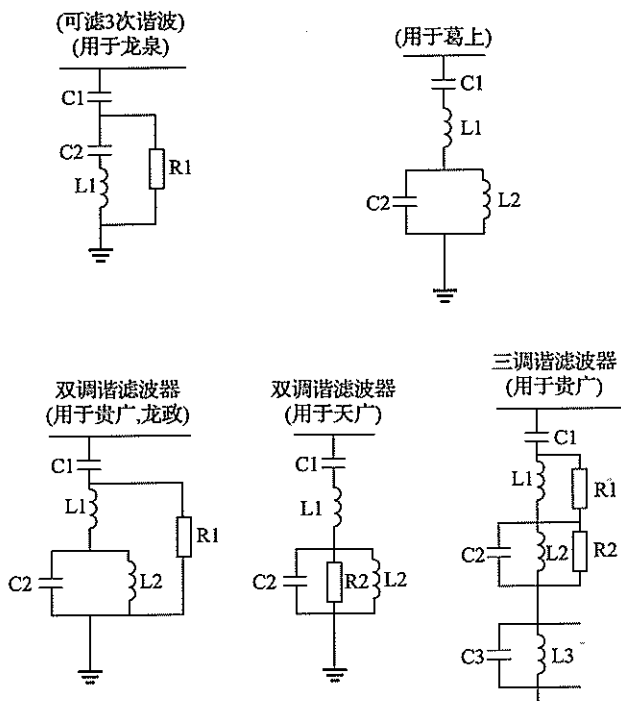 (可滤3次谐波)
(用于龙泉)
C1
C2
L1
R1
(用于葛上)
C1
L1
C2
L2
双调谐滤波器
(用于贵广,龙政)
C1
L1
R1
C2
L2
双调谐滤波器
(用于天广)
C1
L1
C2
R2
L2
三调谐滤波器
(用于贵广)
C1
L1
R1
C2
L2
R2
C3
L3